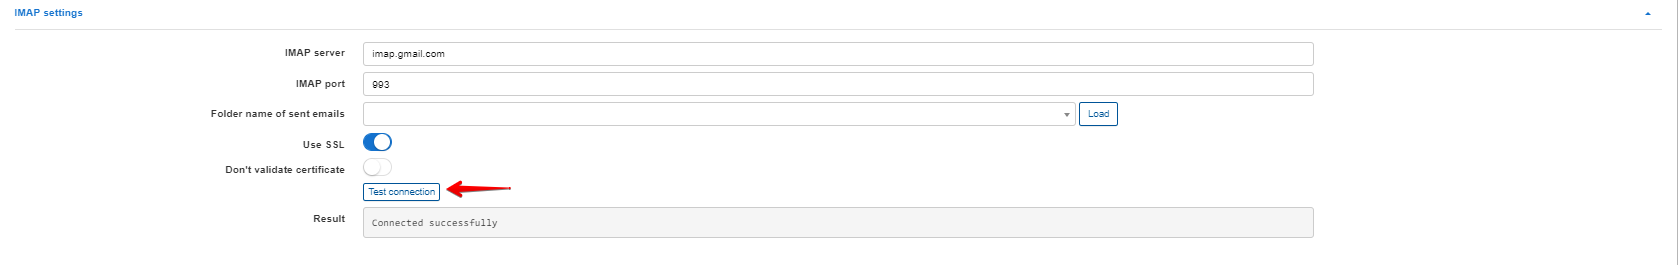 IMAP settings
IMAP server imap.gmail.com
IMAP port 993
Folder name of sent emails Load
Use SSL
Don't validate certificate
Test connection
Result Connected successfully